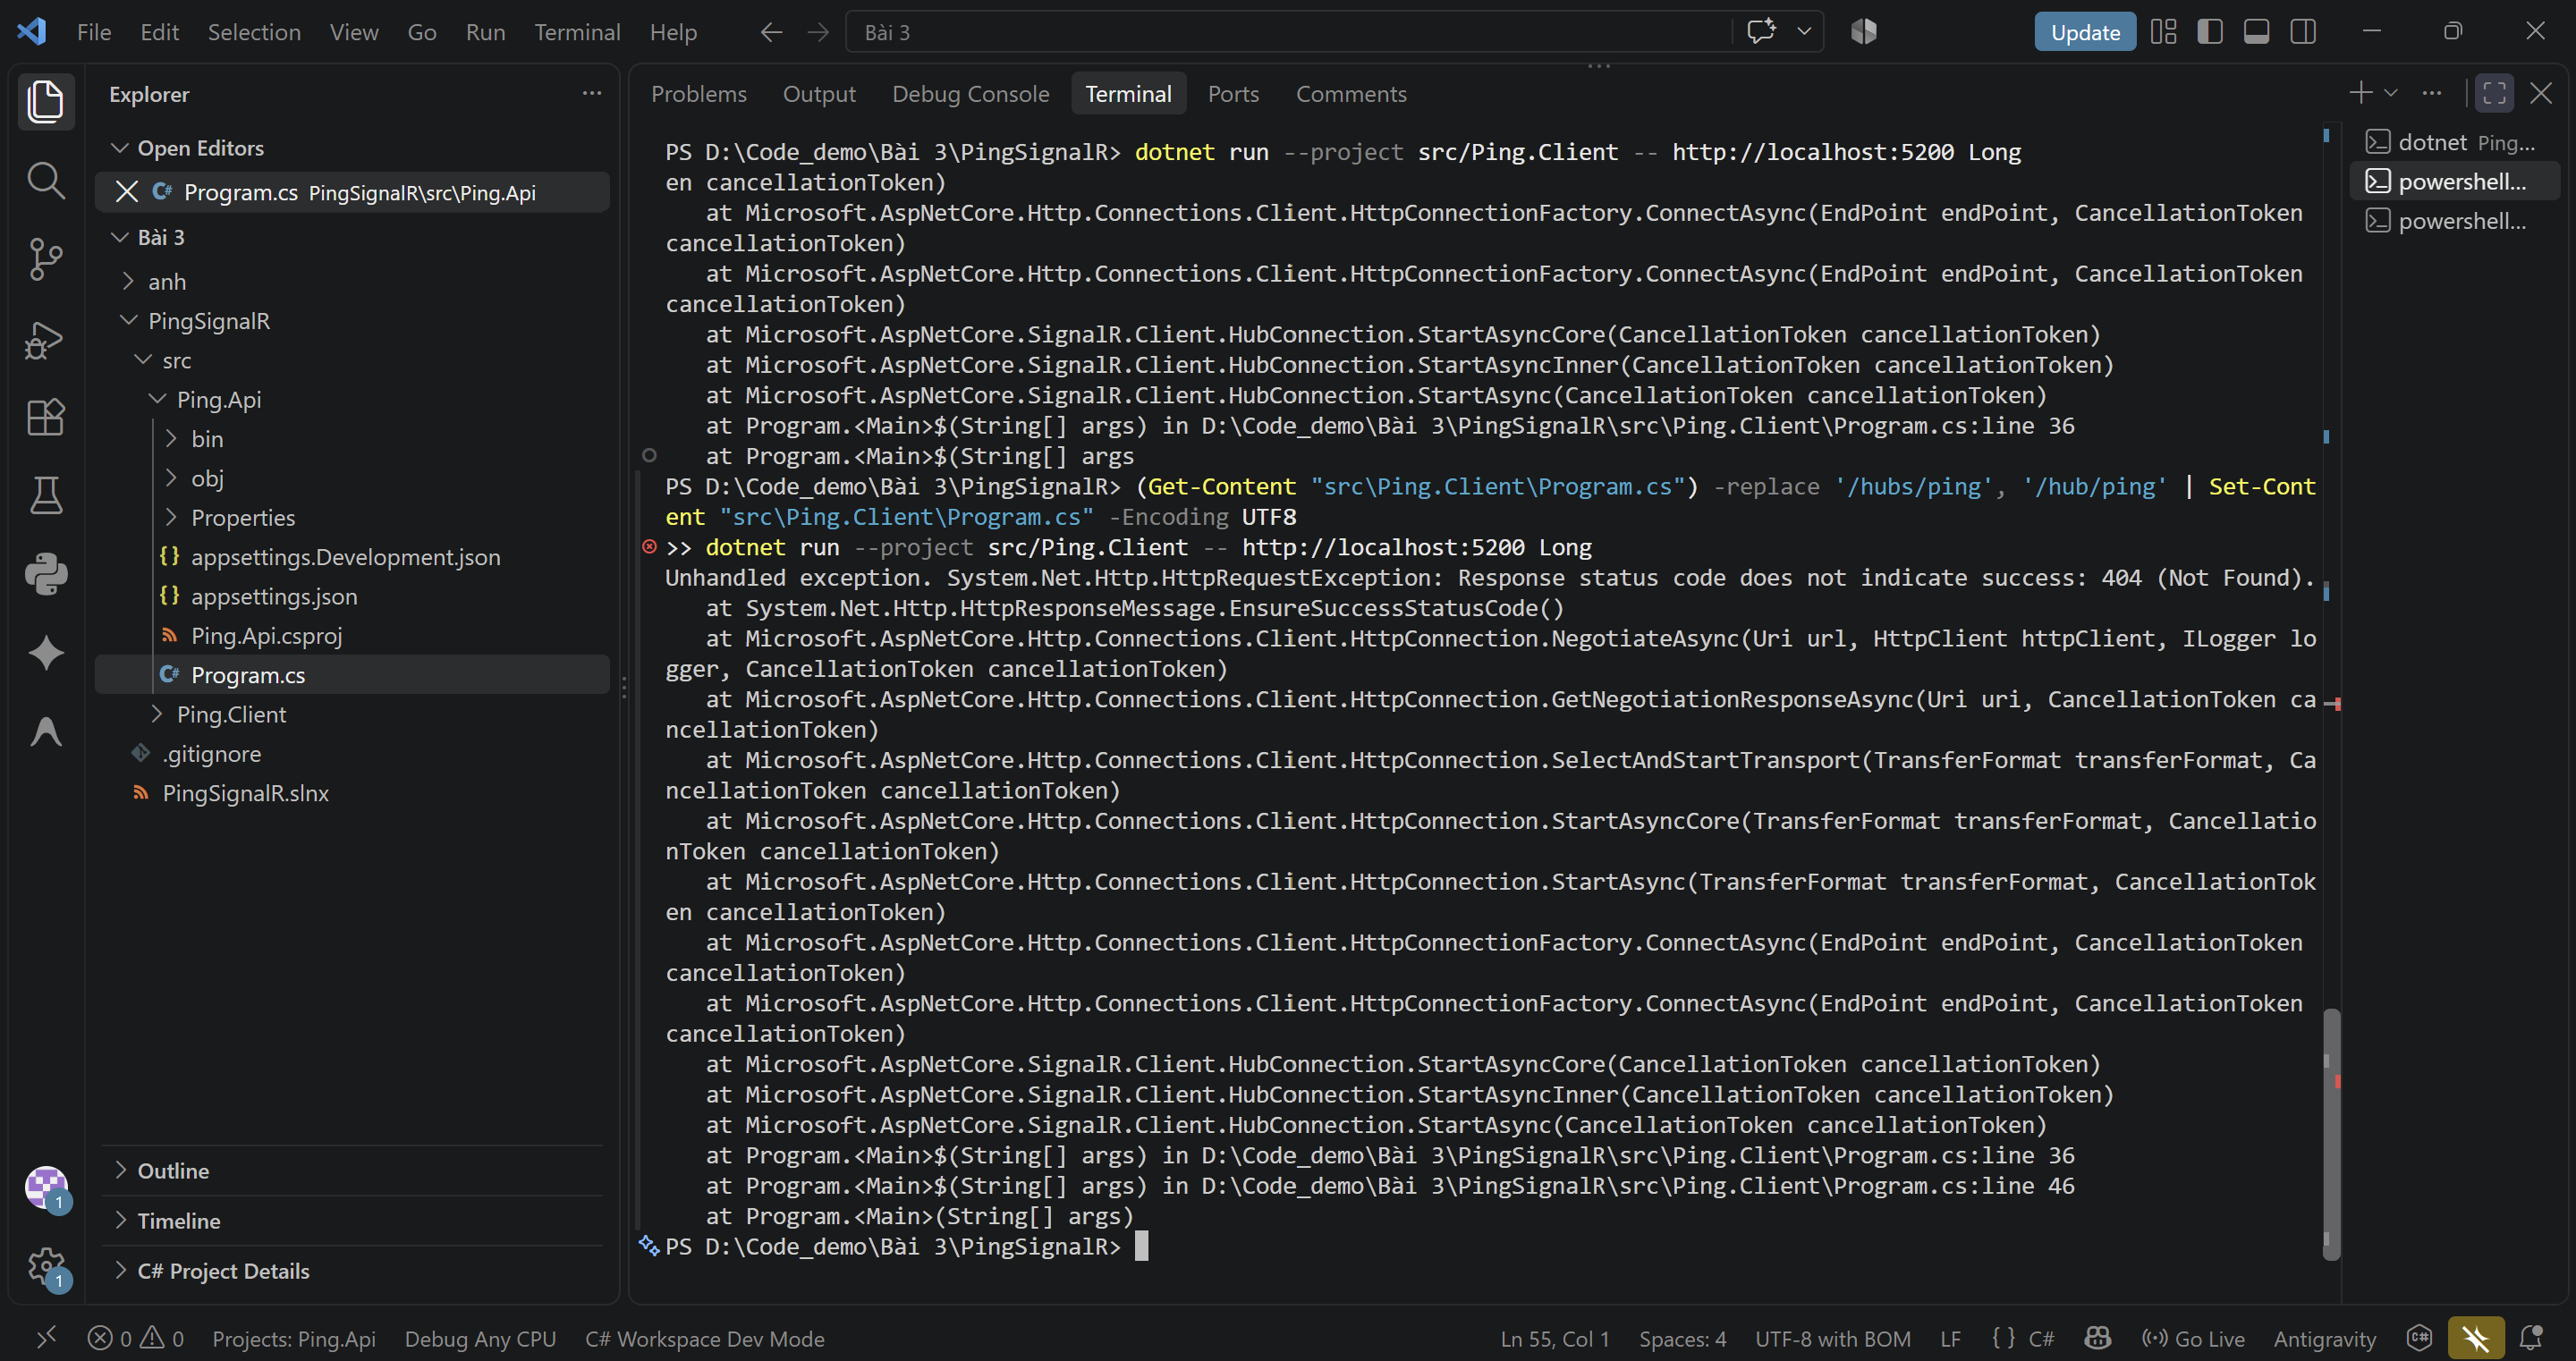 File Edit Selection View Go Run Terminal Help
Bài 3
Update
Explorer
Open Editors
Program.cs PingSignalR\src\Ping.Api
Bài 3
anh
PingSignalR
src
Ping.Api
bin
obj
Properties
{} appsettings.Development.json
{} appsettings.json
Ping.Api.csproj
C# Program.cs
Ping.Client
.gitignore
PingSignalR.slnx
Outline
Timeline
C# Project Details
1
1
Problems Output Debug Console Terminal Ports Comments
PS D:\Code_demo\Bài 3\PingSignalR> dotnet run --project src/Ping.Client -- http://localhost:5200 Long
en cancellationToken)
at Microsoft.AspNetCore.Http.Connections.Client.HttpConnectionFactory.ConnectAsync(EndPoint endPoint, CancellationToken
cancellationToken)
at Microsoft.AspNetCore.Http.Connections.Client.HttpConnectionFactory.ConnectAsync(EndPoint endPoint, CancellationToken
cancellationToken)
at Microsoft.AspNetCore.SignalR.Client.HubConnection.StartAsyncCore(CancellationToken cancellationToken)
at Microsoft.AspNetCore.SignalR.Client.HubConnection.StartAsyncInner(CancellationToken cancellationToken)
at Microsoft.AspNetCore.SignalR.Client.HubConnection.StartAsync(CancellationToken cancellationToken)
at Program.<Main>$(String[] args) in D:\Code_demo\Bài 3\PingSignalR\src\Ping.Client\Program.cs:line 36
at Program.<Main>$(String[] args
PS D:\Code_demo\Bài 3\PingSignalR> (Get-Content "src\Ping.Client\Program.cs") -replace '/hubs/ping', '/hub/ping' | Set-Cont
ent "src\Ping.Client\Program.cs" -Encoding UTF8
>> dotnet run --project src/Ping.Client -- http://localhost:5200 Long
Unhandled exception. System.Net.Http.HttpRequestException: Response status code does not indicate success: 404 (Not Found).
at System.Net.Http.HttpResponseMessage.EnsureSuccessStatusCode()
at Microsoft.AspNetCore.Http.Connections.Client.HttpConnection.NegotiateAsync(Uri url, HttpClient httpClient, ILogger lo
gger, CancellationToken cancellationToken)
at Microsoft.AspNetCore.Http.Connections.Client.HttpConnection.GetNegotiationResponseAsync(Uri uri, CancellationToken ca
ncellationToken)
at Microsoft.AspNetCore.Http.Connections.Client.HttpConnection.SelectAndStartTransport(TransferFormat transferFormat, Ca
ncellationToken cancellationToken)
at Microsoft.AspNetCore.Http.Connections.Client.HttpConnection.StartAsyncCore(TransferFormat transferFormat, Cancellatio
nToken cancellationToken)
at Microsoft.AspNetCore.Http.Connections.Client.HttpConnection.StartAsync(TransferFormat transferFormat, CancellationTok
en cancellationToken)
at Microsoft.AspNetCore.Http.Connections.Client.HttpConnectionFactory.ConnectAsync(EndPoint endPoint, CancellationToken
cancellationToken)
at Microsoft.AspNetCore.Http.Connections.Client.HttpConnectionFactory.ConnectAsync(EndPoint endPoint, CancellationToken
cancellationToken)
at Microsoft.AspNetCore.SignalR.Client.HubConnection.StartAsyncCore(CancellationToken cancellationToken)
at Microsoft.AspNetCore.SignalR.Client.HubConnection.StartAsyncInner(CancellationToken cancellationToken)
at Microsoft.AspNetCore.SignalR.Client.HubConnection.StartAsync(CancellationToken cancellationToken)
at Program.<Main>$(String[] args) in D:\Code_demo\Bài 3\PingSignalR\src\Ping.Client\Program.cs:line 36
at Program.<Main>$(String[] args) in D:\Code_demo\Bài 3\PingSignalR\src\Ping.Client\Program.cs:line 46
at Program.<Main>(String[] args)
PS D:\Code_demo\Bài 3\PingSignalR>
dotnet Ping...
powershell...
powershell...
0 0 Projects: Ping.Api Debug Any CPU C# Workspace Dev Mode Ln 55, Col 1 Spaces: 4 UTF-8 with BOM LF {} C# Go Live Antigravity